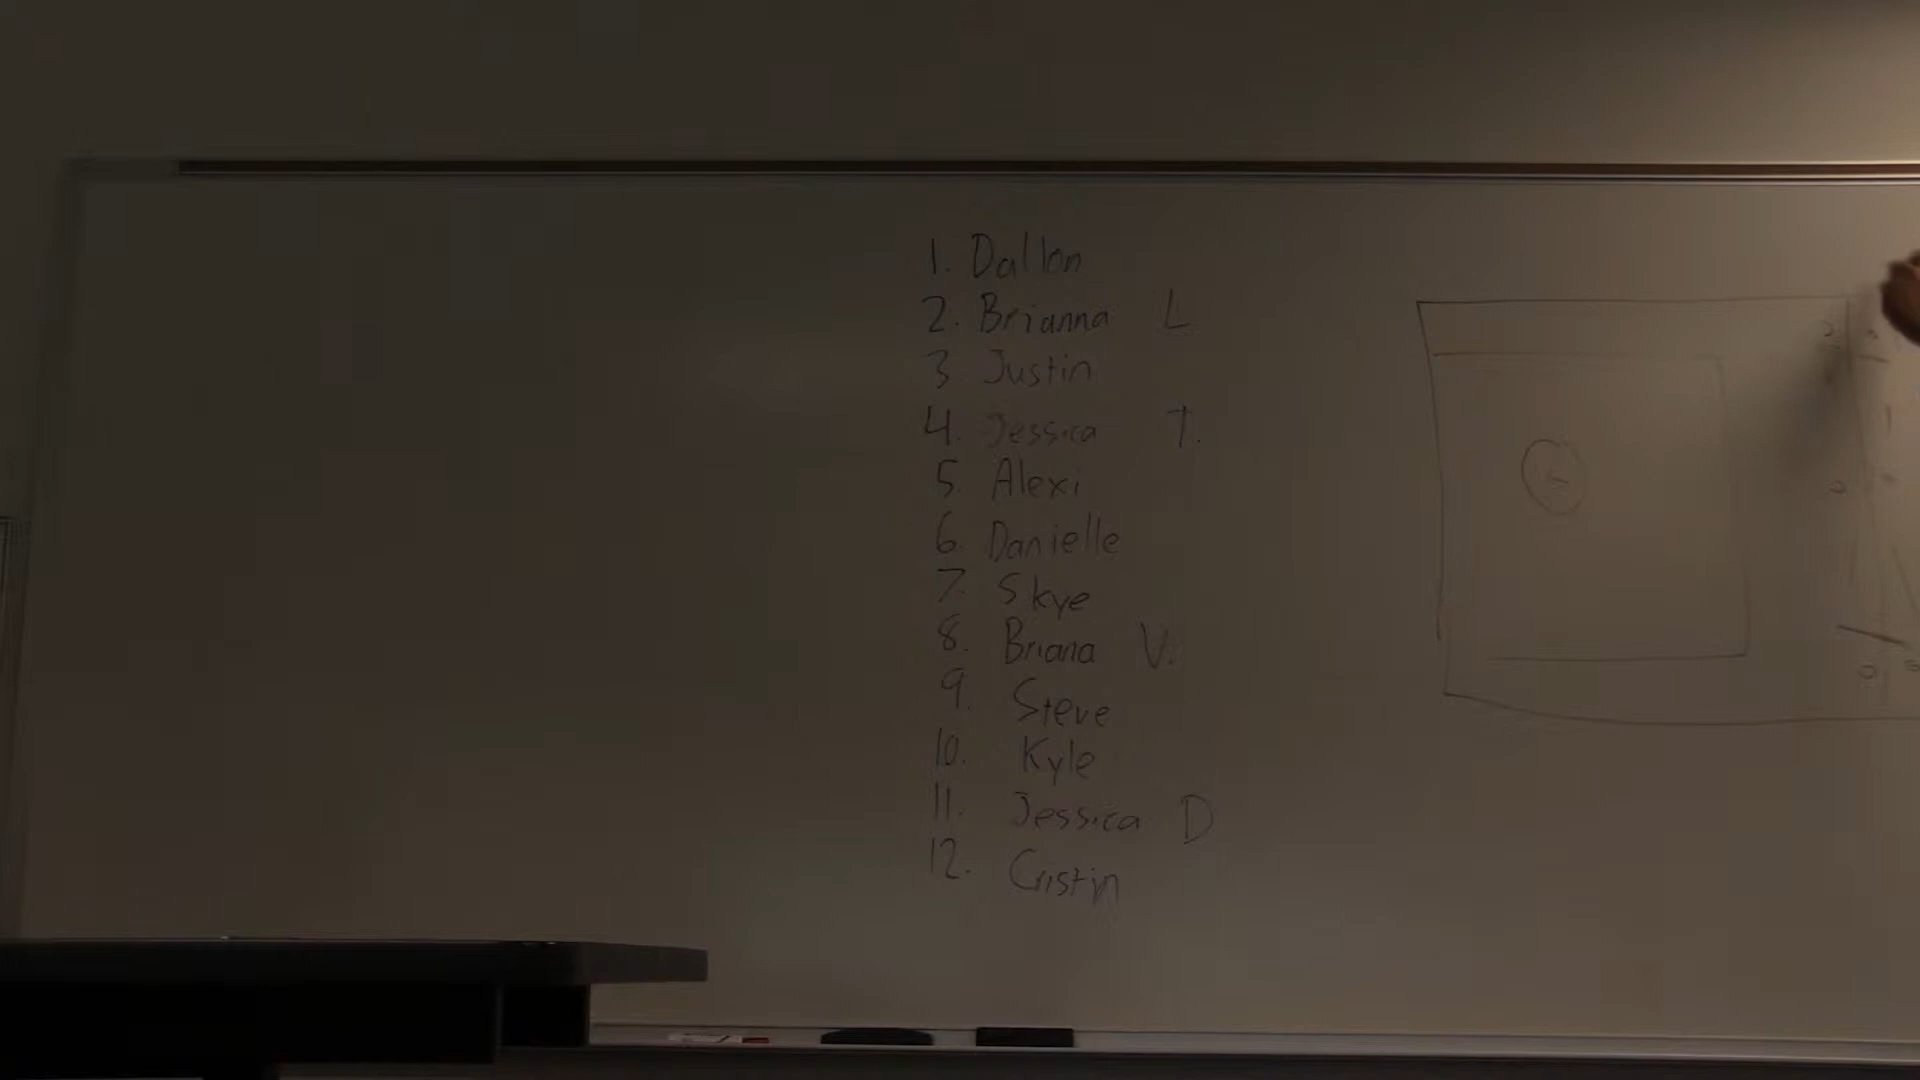 1. Dallon
2. Brianna L
3 Justin
4. Jessica T.
5 Alexi
6. Danielle
7. Skye
8. Briana V.
9. Steve
10. Kyle
11. Jessica D
12. Cristin